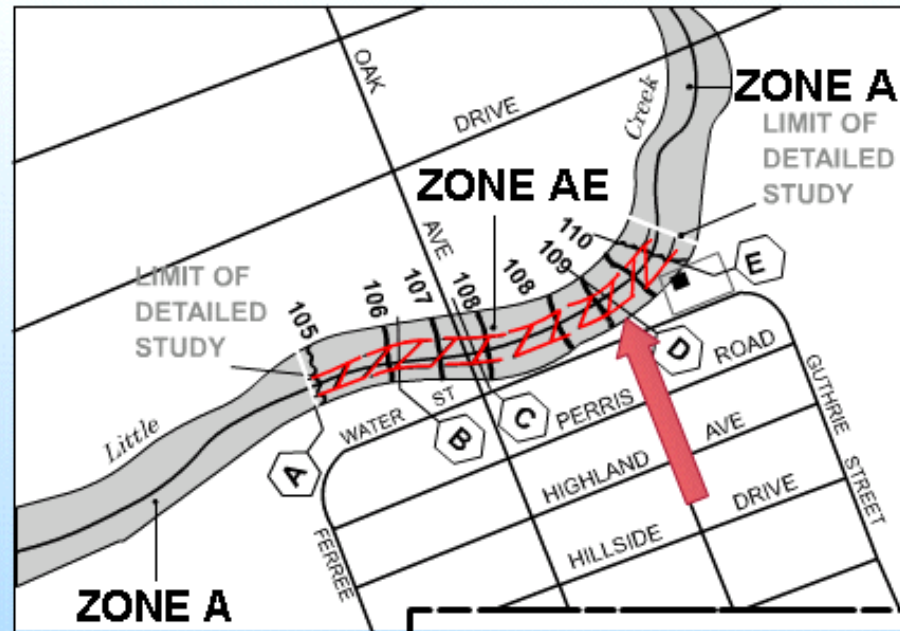 OAK
AVE
DRIVE
Creek
ZONE A
LIMIT OF
DETAILED
STUDY
ZONE AE
LIMIT OF
DETAILED
STUDY
105
106
107
108
108
109
110
E
D
C
B
A
Little
WATER ST
PERRIS ROAD
HIGHLAND AVE
HILLSIDE DRIVE
GUTHRIE STREET
FERREE
ZONE A